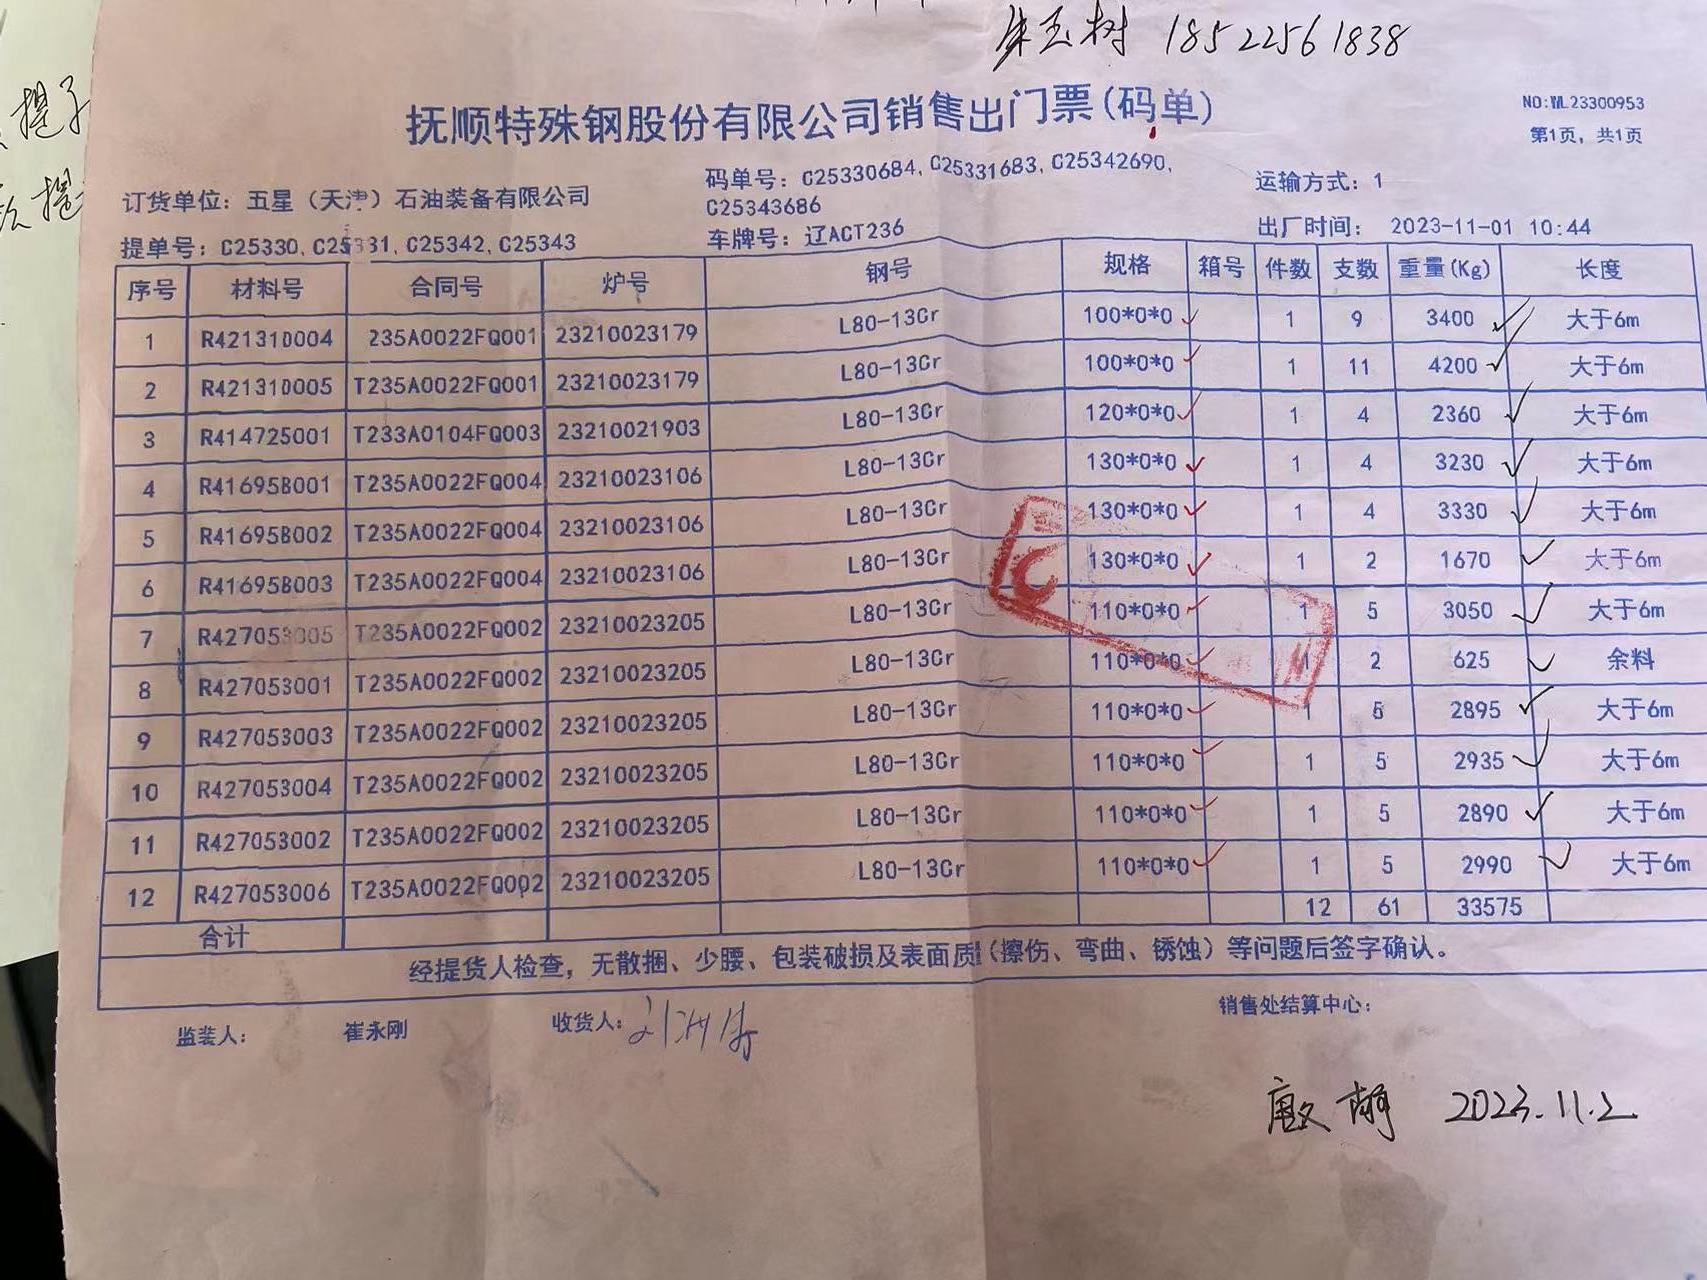 朱玉树 18522561838
提子
提
抚顺特殊钢股份有限公司销售出门票(码单)
NO:WL23300953
第1页，共1页
订货单位：五星（天津）石油装备有限公司
码单号：C25330684，C25331683，C25342690，
C25343686
运输方式：1
提单号：C25330，C25331，C25342，C25343
车牌号：辽ACT236
出厂时间： 2023-11-01 10:44
序号 材料号 合同号 炉号 钢号 规格 箱号 件数 支数 重量(Kg) 长度
1 R42131D004 235A0022FQ001 23210023179 L80-13Cr 100*0*0 1 9 3400 大于6m
2 R42131D005 T235A0022FQ001 23210023179 L80-13Cr 100*0*0 1 11 4200 大于6m
3 R414725001 T233A0104FQ003 23210021903 L80-13Cr 120*0*0 1 4 2360 大于6m
4 R41695B001 T235A0022FQ004 23210023106 L80-13Cr 130*0*0 1 4 3230 大于6m
5 R41695B002 T235A0022FQ004 23210023106 L80-13Cr 130*0*0 1 4 3330 大于6m
6 R41695B003 T235A0022FQ004 23210023106 L80-13Cr 130*0*0 1 2 1670 大于6m
7 R427053005 T235A0022FQ002 23210023205 L80-13Cr 110*0*0 1 5 3050 大于6m
8 R427053001 T235A0022FQ002 23210023205 L80-13Cr 110*0*0 1 2 625 余料
9 R427053003 T235A0022FQ002 23210023205 L80-13Cr 110*0*0 1 5 2895 大于6m
10 R427053004 T235A0022FQ002 23210023205 L80-13Cr 110*0*0 1 5 2935 大于6m
11 R427053002 T235A0022FQ002 23210023205 L80-13Cr 110*0*0 1 5 2890 大于6m
12 R427053006 T235A0022FQ002 23210023205 L80-13Cr 110*0*0 1 5 2990 大于6m
合计 12 61 33575
经提货人检查，无散捆、少腰、包装破损及表面质量(擦伤、弯曲、锈蚀)等问题后签字确认。
监装人： 崔永刚 收货人： 销售处结算中心：
2023.11.2